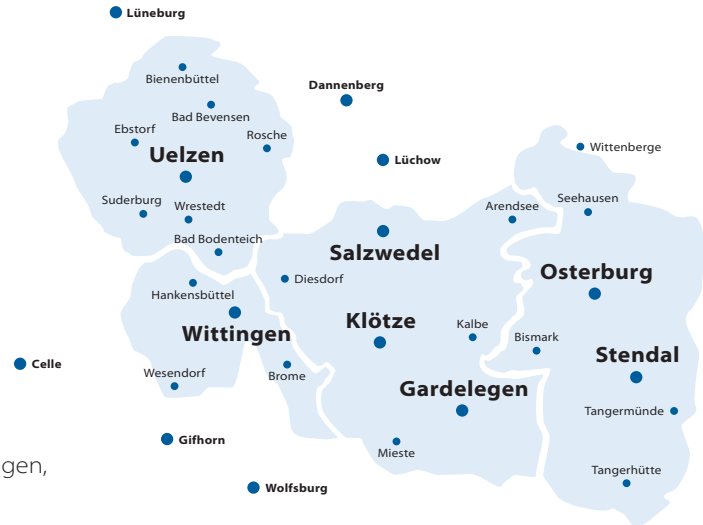 Lüneburg
Bienenbüttel
Dannenberg
Bad Bevensen
Ebstorf
Rosche
Wittenberge
Uelzen
Lüchow
Suderburg
Wrestedt
Arendsee
Seehausen
Bad Bodenteich
Salzwedel
Osterburg
Diesdorf
Hankensbüttel
Klötze
Kalbe
Wittingen
Bismark
Stendal
Celle
Wesendorf
Brome
Gardelegen
Tangermünde
Gifhorn
Mieste
gen,
Tangerhütte
Wolfsburg